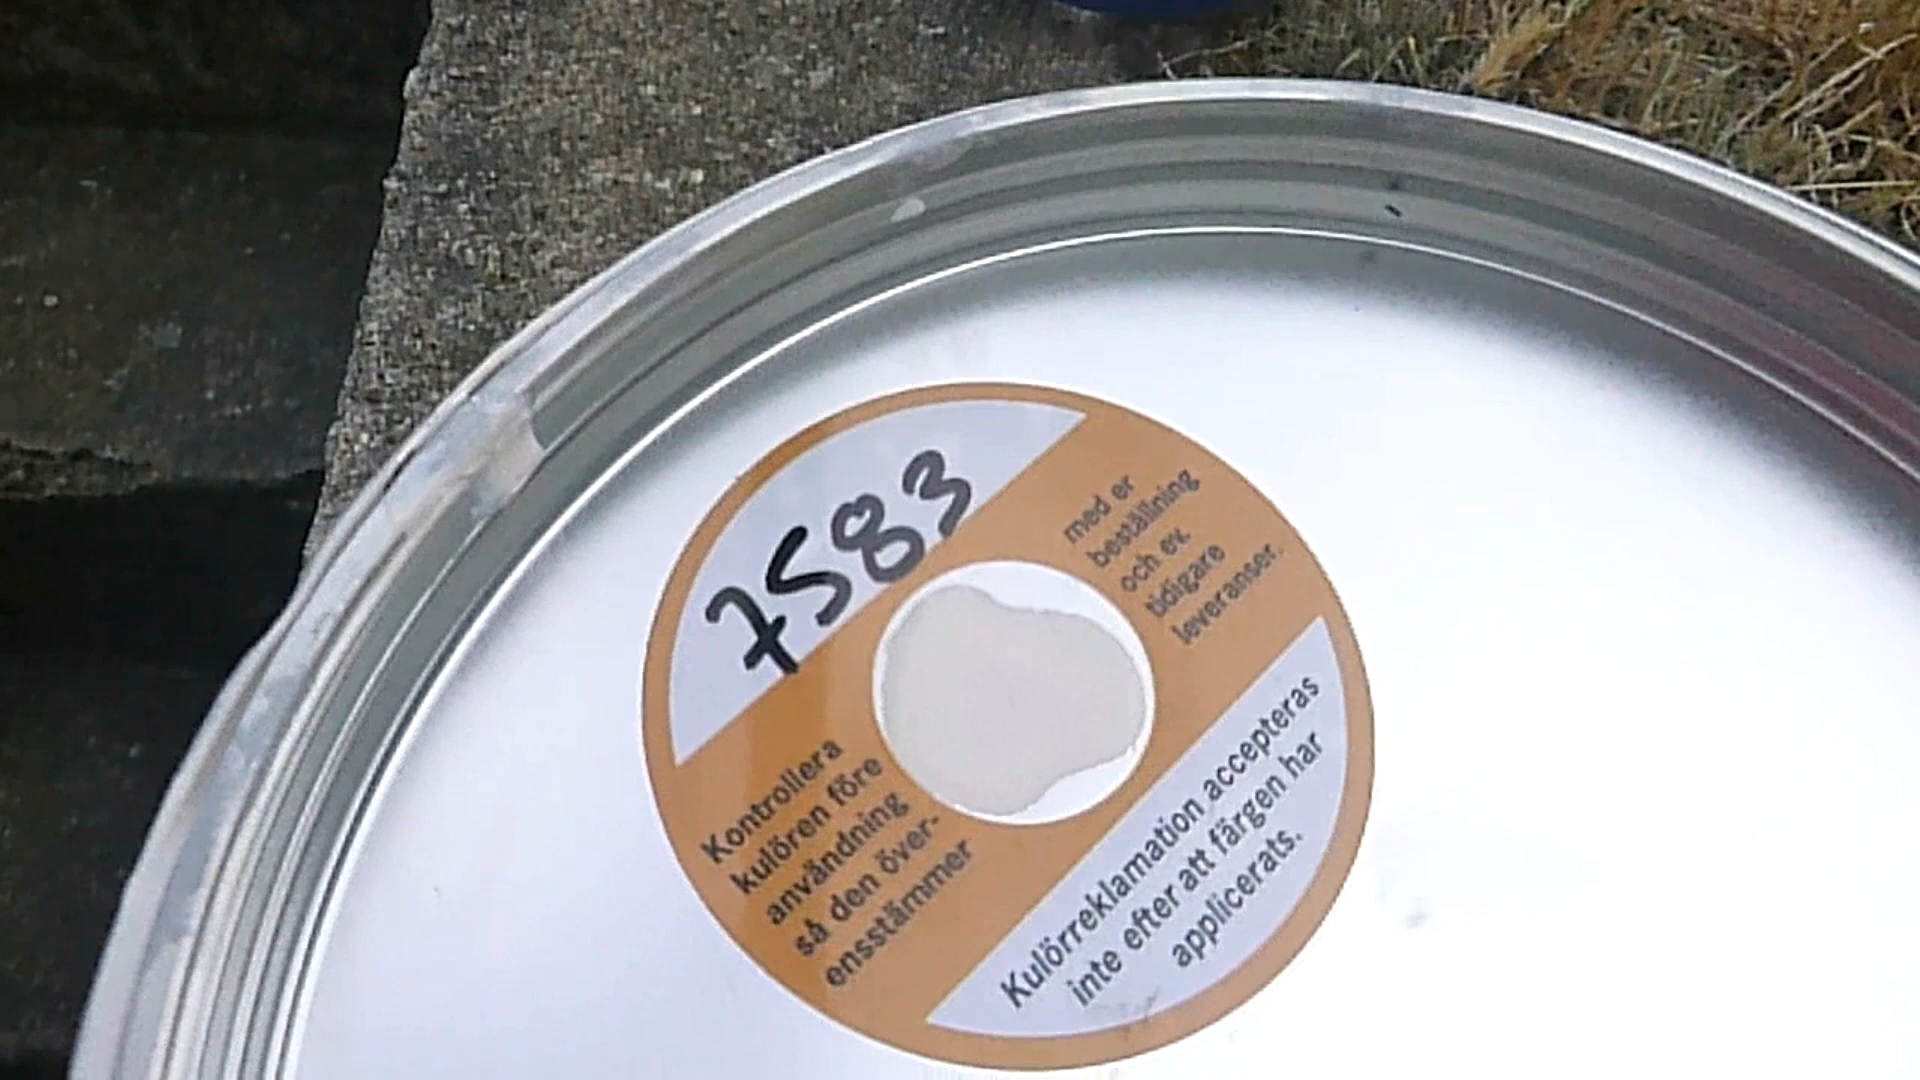 7583
Kontrollera
kulören före
användning
så den över-
ensstämmer
med er
beställning
och ev.
tidigare
leveranser.
Kulörreklamation accepteras
inte efter att färgen har
applicerats.